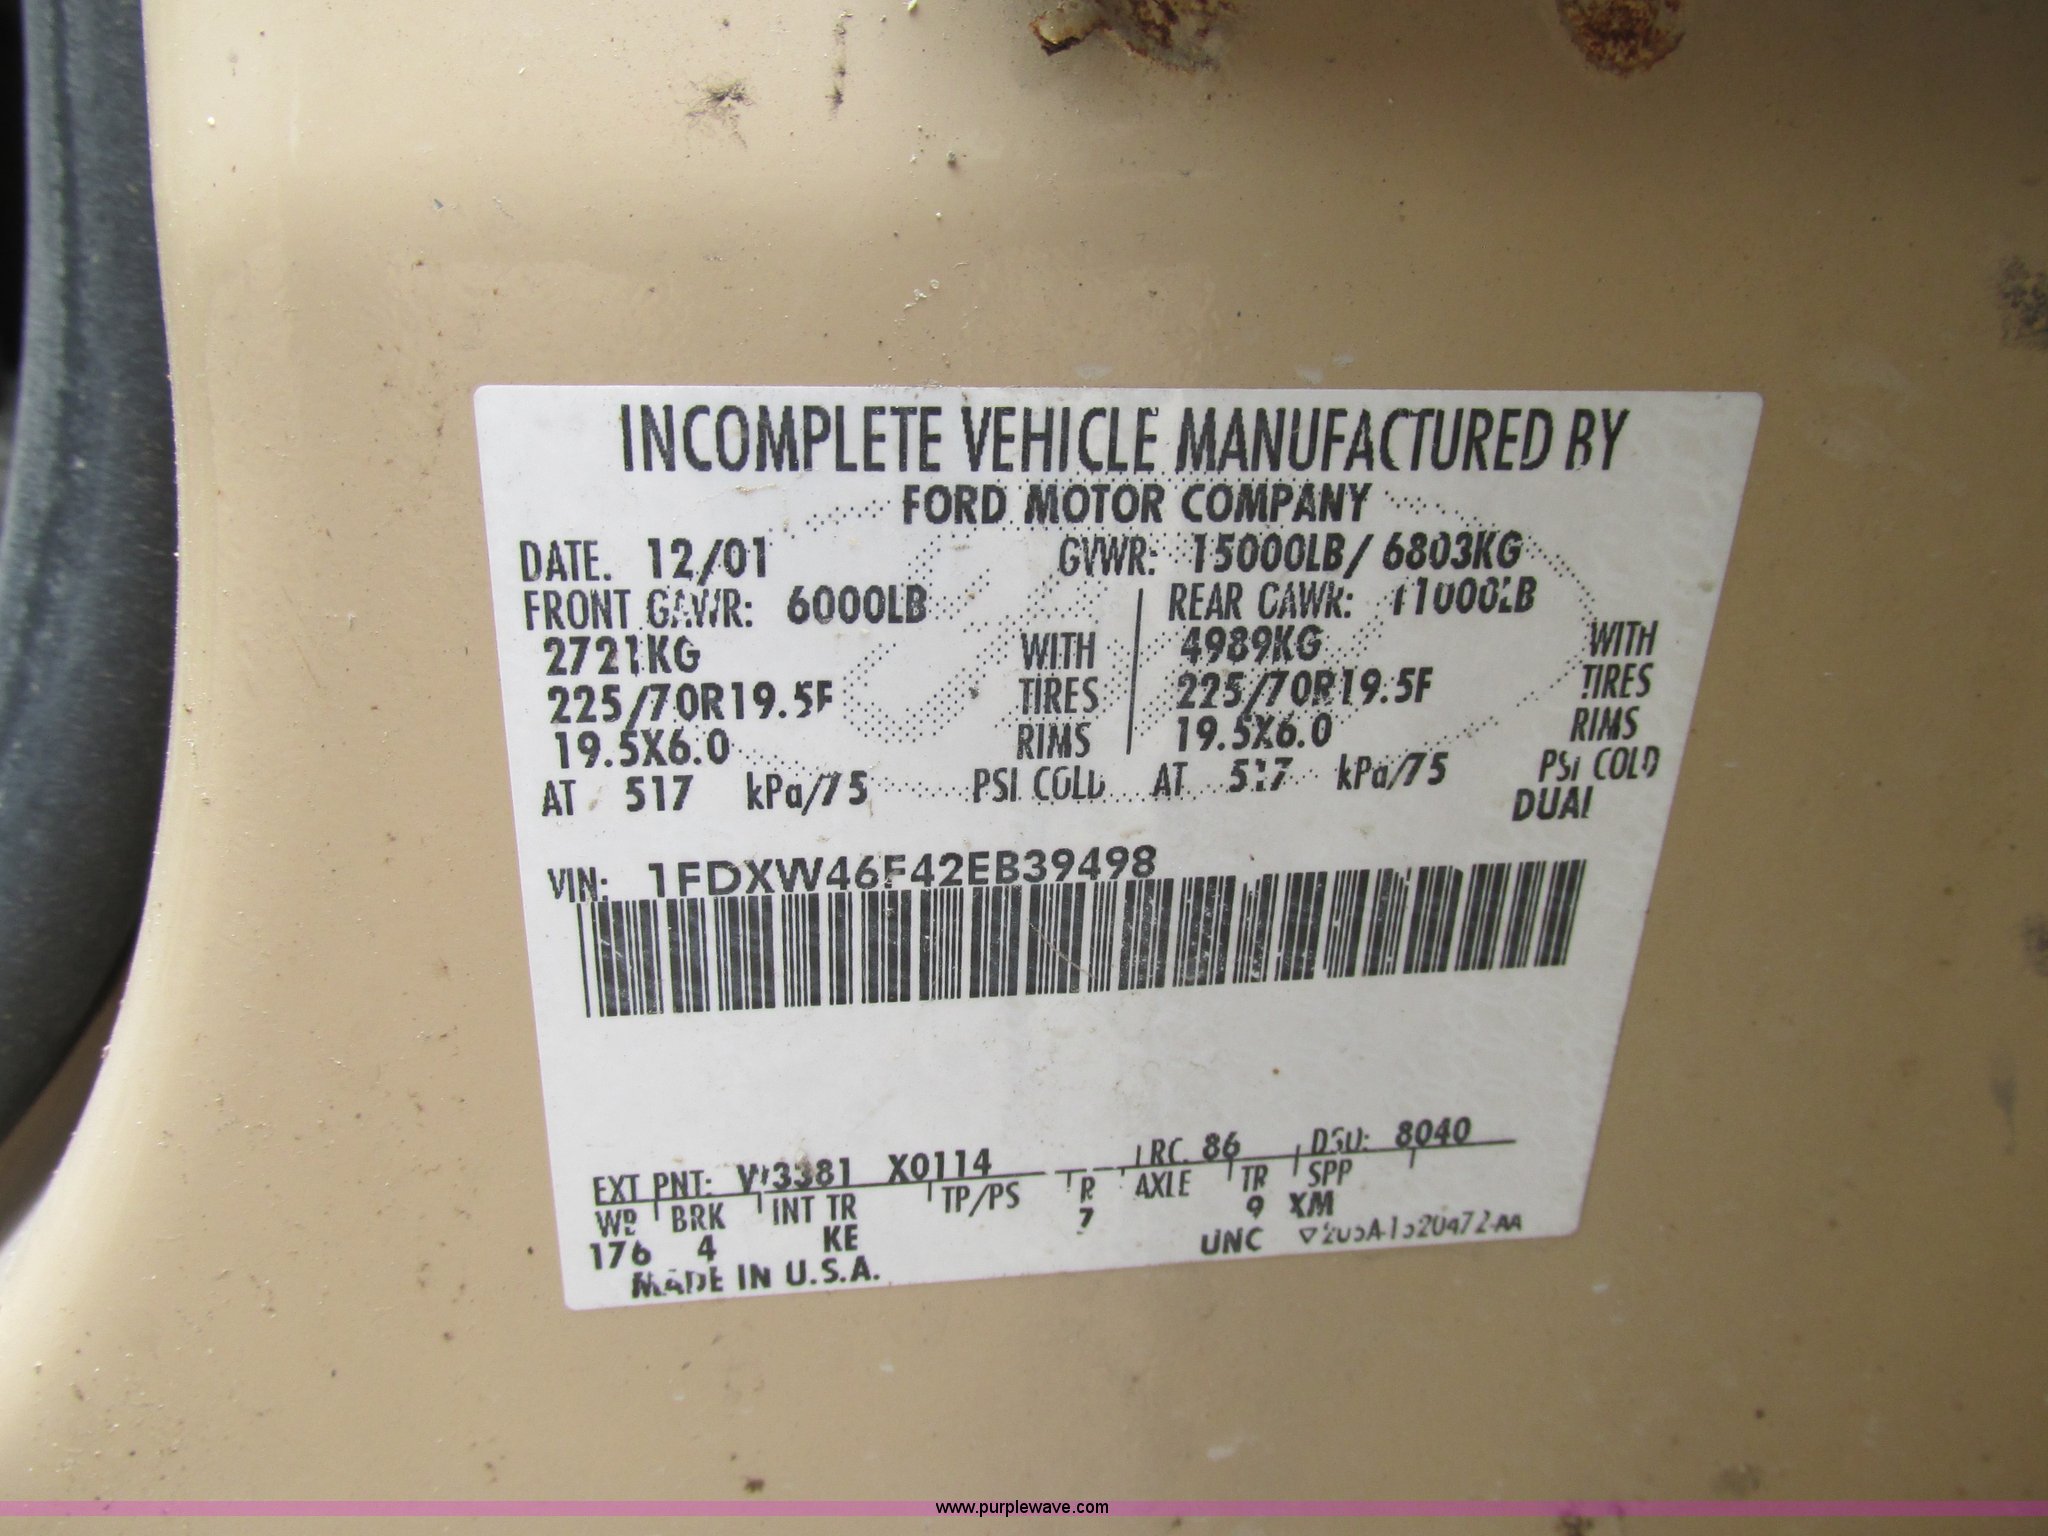 INCOMPLETE VEHICLE MANUFACTURED BY
FORD MOTOR COMPANY
DATE. 12/01 GVWR: 15000LB/ 6803KG
FRONT GAWR: 6000LB REAR GAWR: 11000LB
2721KG WITH 4989KG WITH
225/70R19.5F TIRES 225/70R19.5F TIRES
19.5X6.0 RIMS 19.5X6.0 RIMS
AT 517 kPa/75 PSI COLD AT 517 kPa/75 PSI COLD
DUAL
VIN: 1FDXW46F42EB39498
EXT PNT: W3381 X0114 RC: 86 DSO: 8040
WB BRK INT TR TP/PS R AXLE TR SPP
176 4 KE 7 9 XM
MADE IN U.S.A. UNC
www.purplewave.com